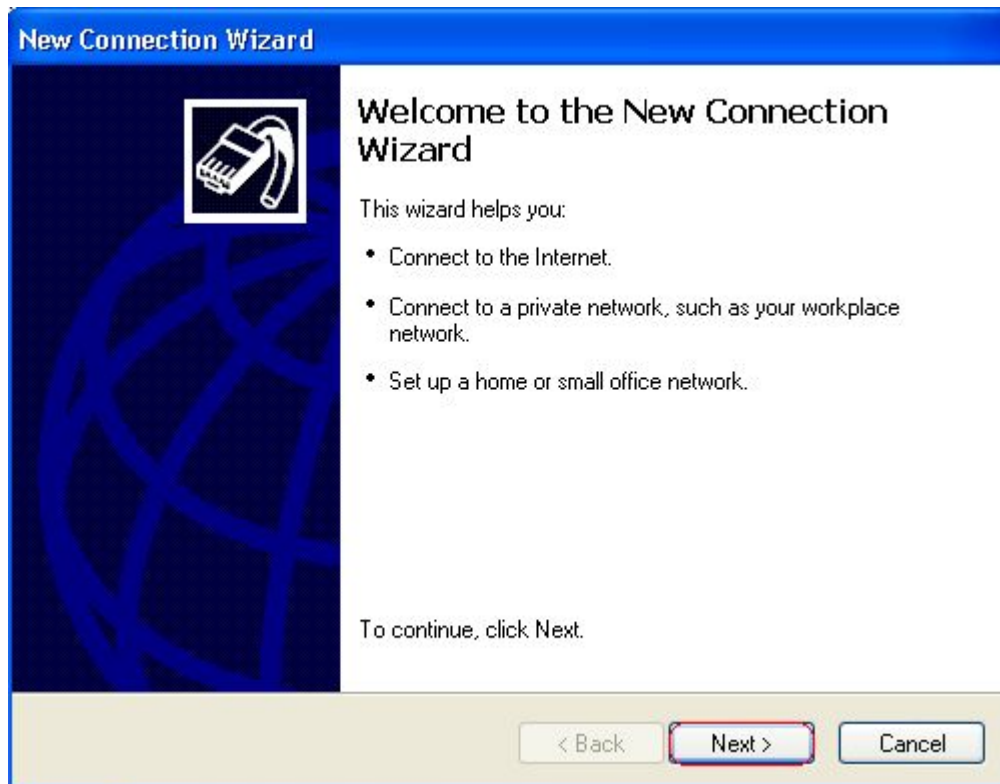 New Connection Wizard
Welcome to the New Connection
Wizard
This wizard helps you:
• Connect to the Internet.
• Connect to a private network, such as your workplace
network.
• Set up a home or small office network.
To continue, click Next.
< Back Next > Cancel